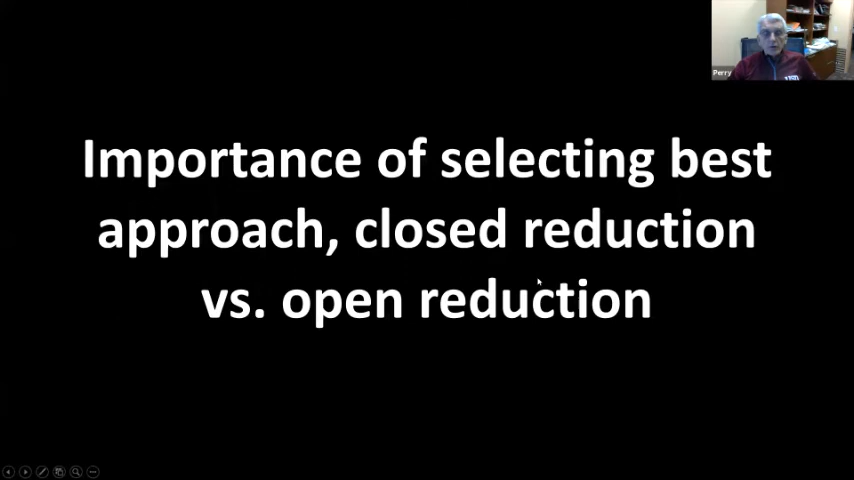 Perry
Importance of selecting best
approach, closed reduction
vs. open reduction